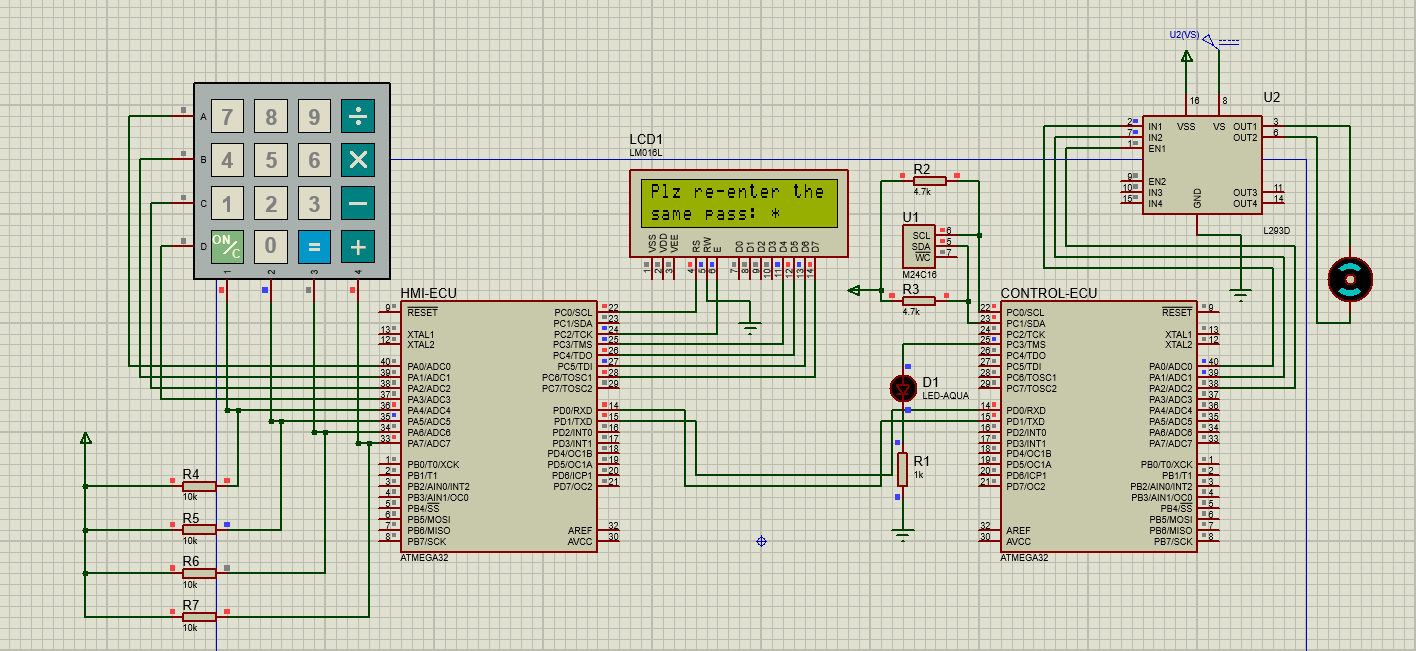 U2(VS)
16
8
U2
VSS
VS
2
IN1
OUT1
3
7
IN2
OUT2
6
1
EN1
9
EN2
10
IN3
OUT3
11
15
IN4
OUT4
14
GND
L293D
A
7
8
9
÷
B
4
5
6
×
C
1
2
3
−
D
ON/C
0
=
+
1
2
3
4
LCD1
LM016L
Plz re-enter the
same pass: *
VSS
VDD
VEE
RS
RW
E
D0
D1
D2
D3
D4
D5
D6
D7
1
2
3
4
5
6
7
8
9
10
11
12
13
14
R2
4.7k
U1
SCL
6
SDA
5
WC
7
M24C16
R3
4.7k
HMI-ECU
9
RESET
13
XTAL1
12
XTAL2
40
PA0/ADC0
39
PA1/ADC1
38
PA2/ADC2
37
PA3/ADC3
36
PA4/ADC4
35
PA5/ADC5
34
PA6/ADC6
33
PA7/ADC7
1
PB0/T0/XCK
2
PB1/T1
3
PB2/AIN0/INT2
4
PB3/AIN1/OC0
5
PB4/SS
6
PB5/MOSI
7
PB6/MISO
8
PB7/SCK
PC0/SCL
22
PC1/SDA
23
PC2/TCK
24
PC3/TMS
25
PC4/TDO
26
PC5/TDI
27
PC6/TOSC1
28
PC7/TOSC2
29
PD0/RXD
14
PD1/TXD
15
PD2/INT0
16
PD3/INT1
17
PD4/OC1B
18
PD5/OC1A
19
PD6/ICP1
20
PD7/OC2
21
AREF
32
AVCC
30
ATMEGA32
R4
10k
R5
10k
R6
10k
R7
10k
D1
LED-AQUA
R1
1k
CONTROL-ECU
22
PC0/SCL
23
PC1/SDA
24
PC2/TCK
25
PC3/TMS
26
PC4/TDO
27
PC5/TDI
28
PC6/TOSC1
29
PC7/TOSC2
14
PD0/RXD
15
PD1/TXD
16
PD2/INT0
17
PD3/INT1
18
PD4/OC1B
19
PD5/OC1A
20
PD6/ICP1
21
PD7/OC2
32
AREF
30
AVCC
RESET
9
XTAL1
13
XTAL2
12
PA0/ADC0
40
PA1/ADC1
39
PA2/ADC2
38
PA3/ADC3
37
PA4/ADC4
36
PA5/ADC5
35
PA6/ADC6
34
PA7/ADC7
33
PB0/T0/XCK
1
PB1/T1
2
PB2/AIN0/INT2
3
PB3/AIN1/OC0
4
PB4/SS
5
PB5/MOSI
6
PB6/MISO
7
PB7/SCK
8
ATMEGA32